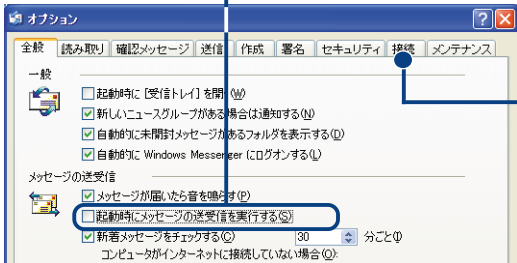 オプション
全般 読み取り 確認メッセージ 送信 作成 署名 セキュリティ 接続 メンテナンス
一般
起動時に [受信トレイ] を開く(W)
新しいニュースグループがある場合は通知する(N)
自動的に未開封メッセージがあるフォルダを表示する(D)
自動的に Windows Messenger にログオンする(L)
メッセージの送受信
メッセージが届いたら音を鳴らす(P)
起動時にメッセージの送受信を実行する(S)
新着メッセージをチェックする(C) 30 分ごと(I)
コンピュータがインターネットに接続していない場合(O):